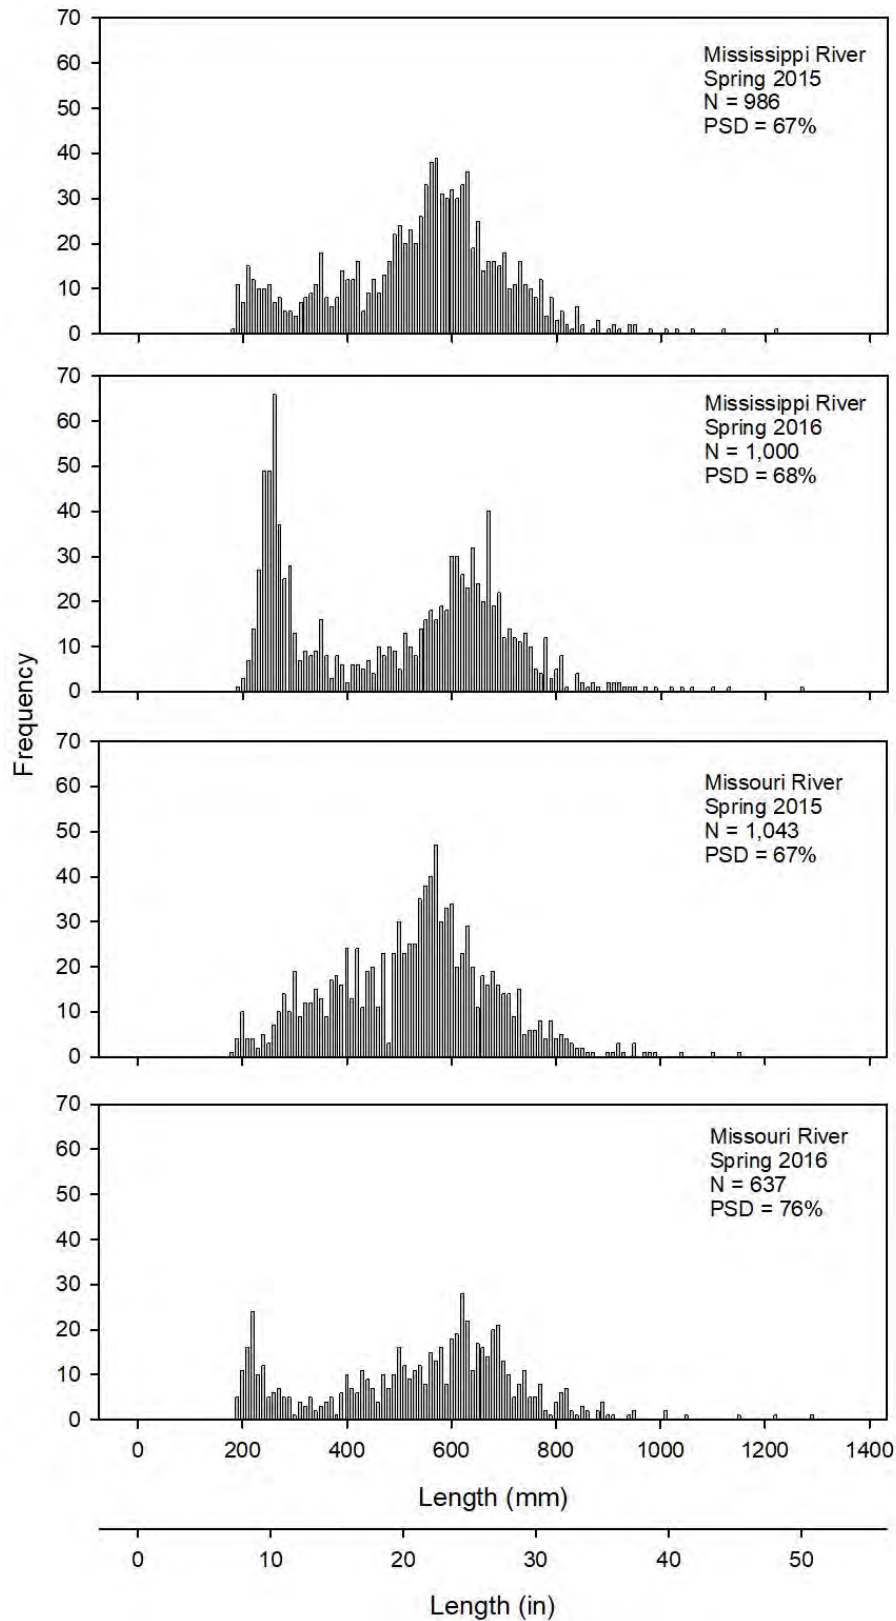 70
60
50
40
30
20
10
0
Mississippi River
Spring 2015
N = 986
PSD = 67%
70
60
50
40
30
20
10
0
Mississippi River
Spring 2016
N = 1,000
PSD = 68%
Frequency
70
60
50
40
30
20
10
0
Missouri River
Spring 2015
N = 1,043
PSD = 67%
70
60
50
40
30
20
10
0
Missouri River
Spring 2016
N = 637
PSD = 76%
0 200 400 600 800 1000 1200 1400
Length (mm)
0 10 20 30 40 50
Length (in)